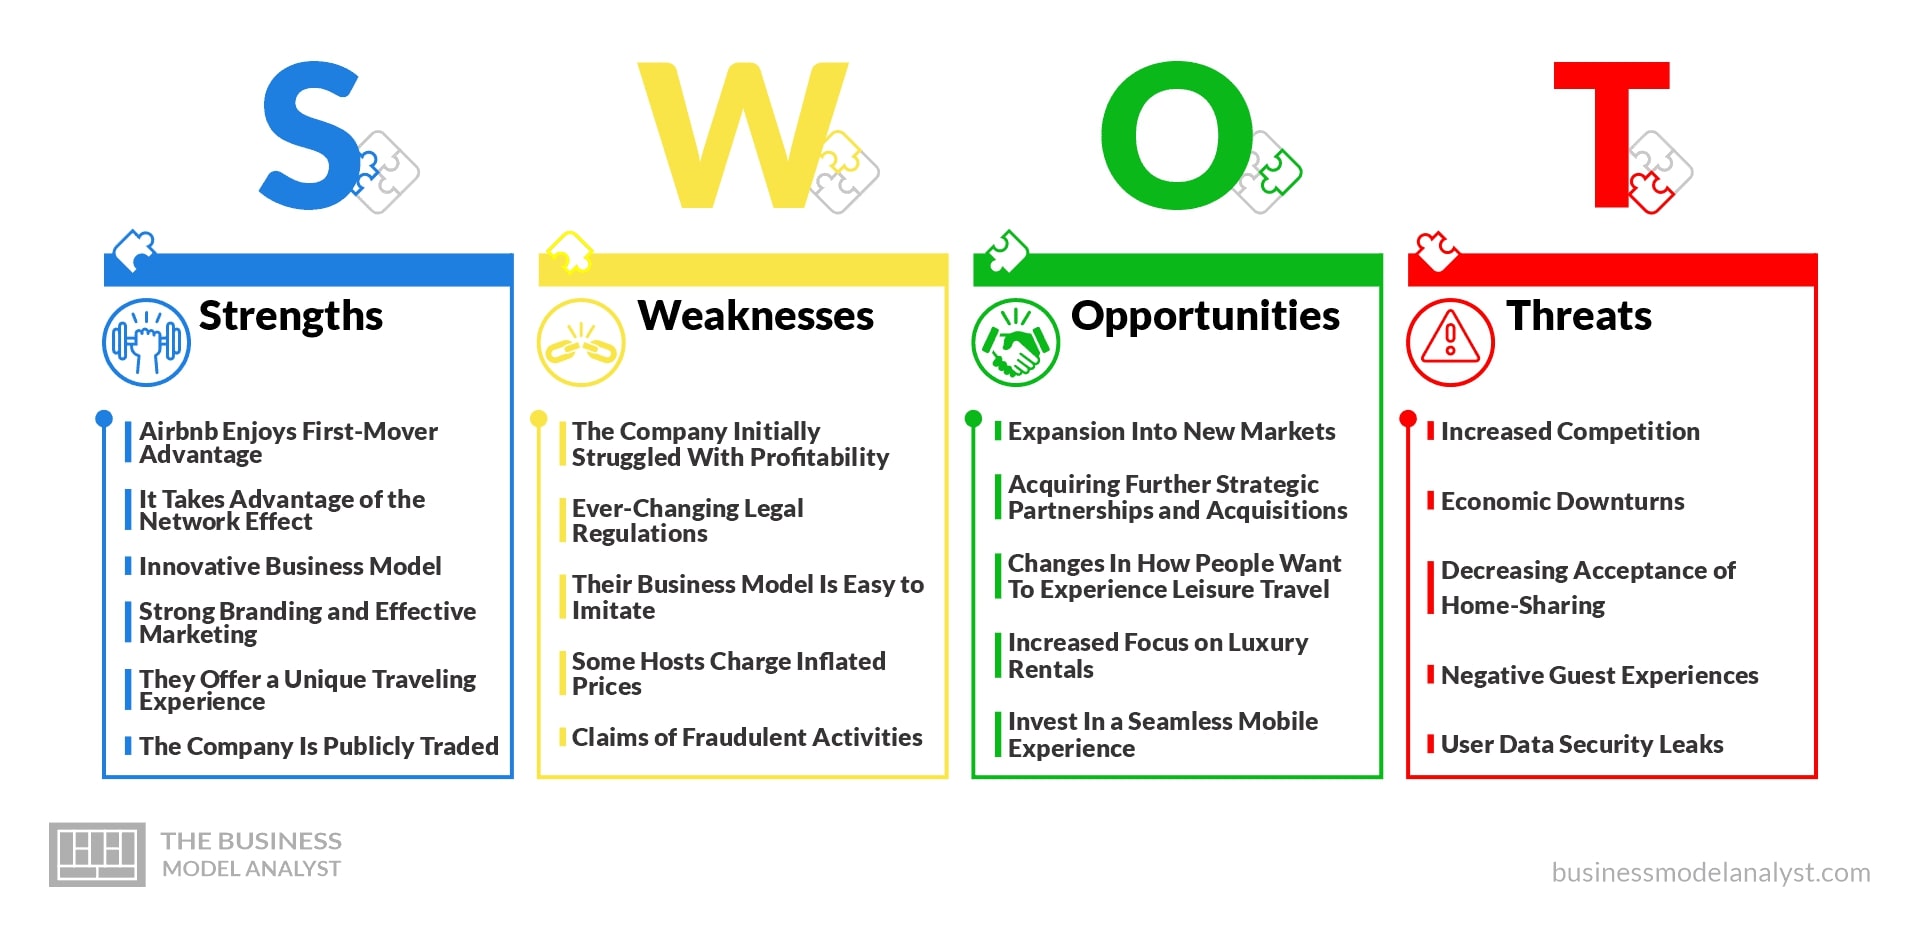 S
W
O
T
Strengths
Airbnb Enjoys First-Mover
Advantage
It Takes Advantage of the
Network Effect
Innovative Business Model
Strong Branding and Effective
Marketing
They Offer a Unique Traveling
Experience
The Company Is Publicly Traded
Weaknesses
The Company Initially
Struggled With Profitability
Ever-Changing Legal
Regulations
Their Business Model Is Easy to
Imitate
Some Hosts Charge Inflated
Prices
Claims of Fraudulent Activities
Opportunities
Expansion Into New Markets
Acquiring Further Strategic
Partnerships and Acquisitions
Changes In How People Want
To Experience Leisure Travel
Increased Focus on Luxury
Rentals
Invest In a Seamless Mobile
Experience
Threats
Increased Competition
Economic Downturns
Decreasing Acceptance of
Home-Sharing
Negative Guest Experiences
User Data Security Leaks
THE BUSINESS
MODEL ANALYST
businessmodelanalyst.com